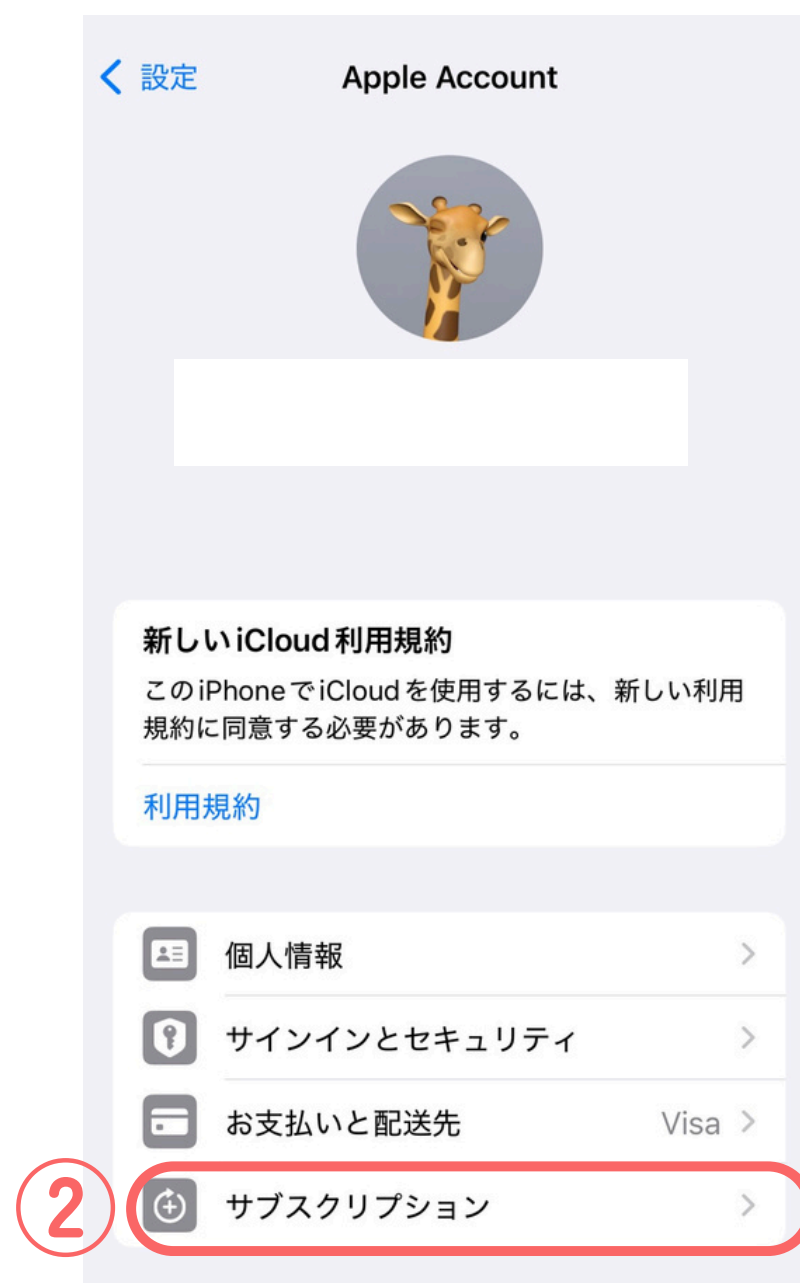 設定
Apple Account
新しいiCloud利用規約
このiPhoneでiCloudを使用するには、新しい利用
規約に同意する必要があります。
利用規約
個人情報
サインインとセキュリティ
お支払いと配送先 Visa
② サブスクリプション